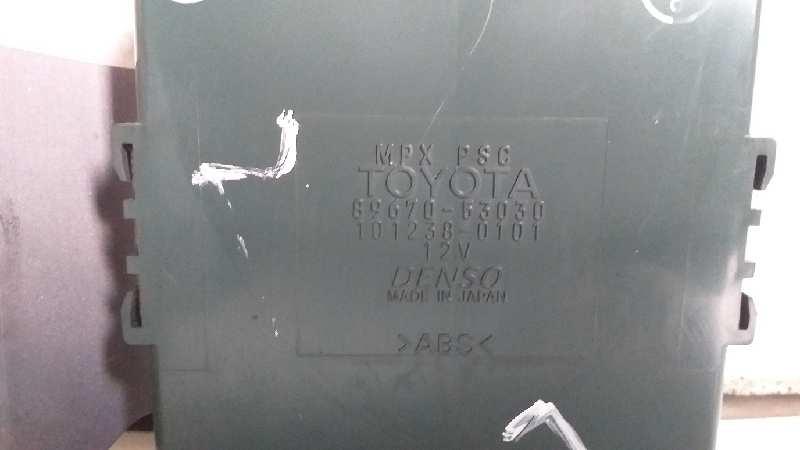 MPX PSC
TOYOTA
89670-53030
101238-0101
12V
DENSO
MADE IN JAPAN
>ABS<